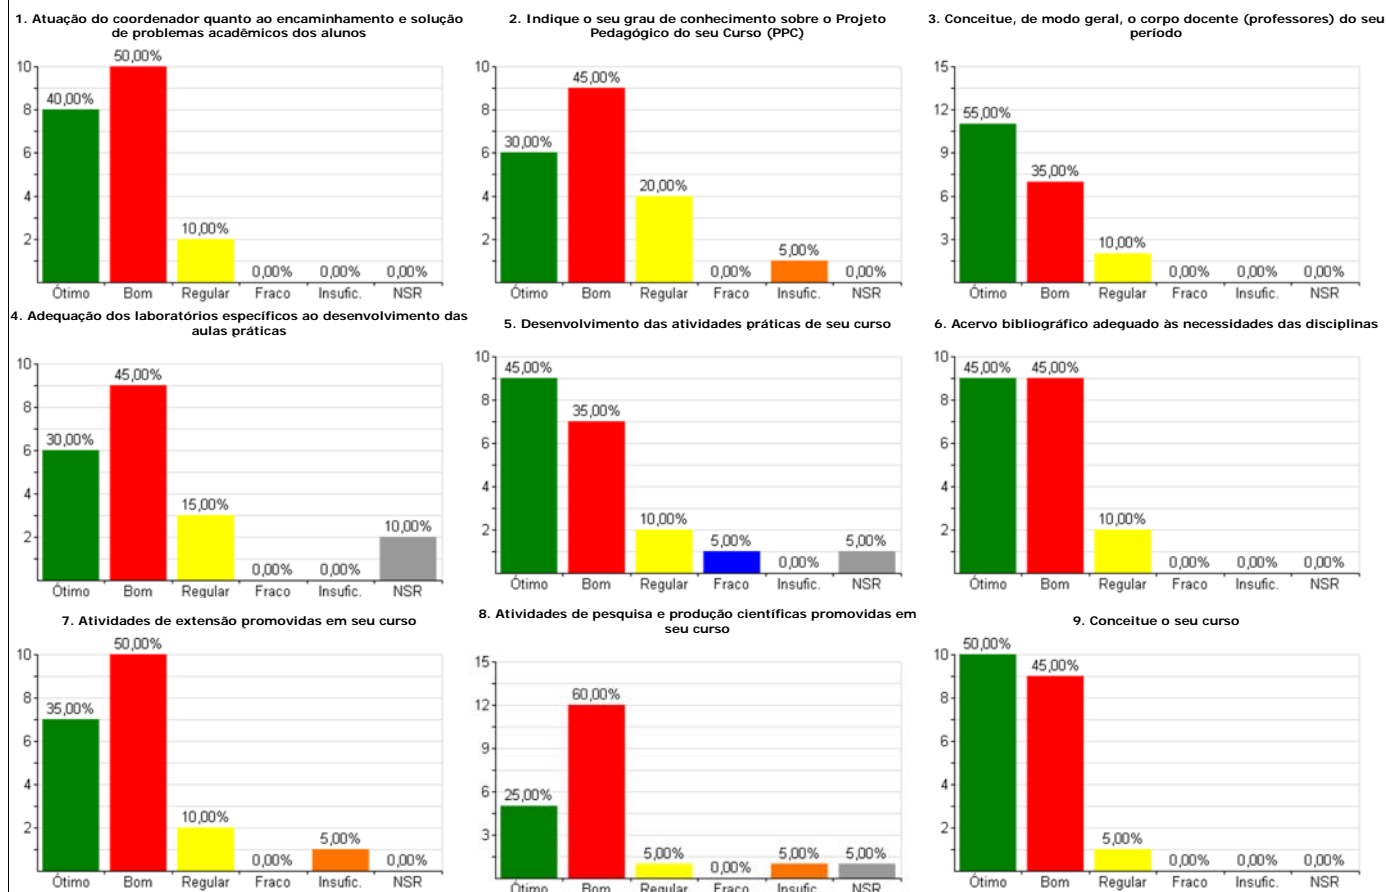 1. Atuação do coordenador quanto ao encaminhamento e solução
de problemas acadêmicos dos alunos
50,00%
10
40,00%
8
6
4
10,00%
2
0,00% 0,00% 0,00%
Ótimo Bom Regular Fraco Insufic. NSR
2. Indique o seu grau de conhecimento sobre o Projeto
Pedagógico do seu Curso (PPC)
10
45,00%
8
30,00%
6
20,00%
4
2
5,00%
0,00% 0,00%
Ótimo Bom Regular Fraco Insufic. NSR
3. Conceitue, de modo geral, o corpo docente (professores) do seu
período
15
12
55,00%
9
35,00%
6
3
10,00%
0,00% 0,00% 0,00%
Ótimo Bom Regular Fraco Insufic. NSR
4. Adequação dos laboratórios específicos ao desenvolvimento das
aulas práticas
10
45,00%
8
30,00%
6
4
15,00%
2
10,00%
0,00% 0,00%
Ótimo Bom Regular Fraco Insufic. NSR
5. Desenvolvimento das atividades práticas de seu curso
10
45,00%
8
35,00%
6
4
2
10,00%
5,00% 5,00%
0,00%
Ótimo Bom Regular Fraco Insufic. NSR
6. Acervo bibliográfico adequado às necessidades das disciplinas
10
45,00% 45,00%
8
6
4
2
10,00%
0,00% 0,00% 0,00%
Ótimo Bom Regular Fraco Insufic. NSR
7. Atividades de extensão promovidas em seu curso
50,00%
10
8
35,00%
6
4
2
10,00%
5,00%
0,00% 0,00%
Ótimo Bom Regular Fraco Insufic. NSR
8. Atividades de pesquisa e produção científicas promovidas em
seu curso
15
12
60,00%
9
6
25,00%
3
5,00% 0,00% 5,00% 5,00%
Ótimo Bom Regular Fraco Insufic. NSR
9. Conceitue o seu curso
50,00%
10
45,00%
8
6
4
2
5,00%
0,00% 0,00% 0,00%
Ótimo Bom Regular Fraco Insufic. NSR